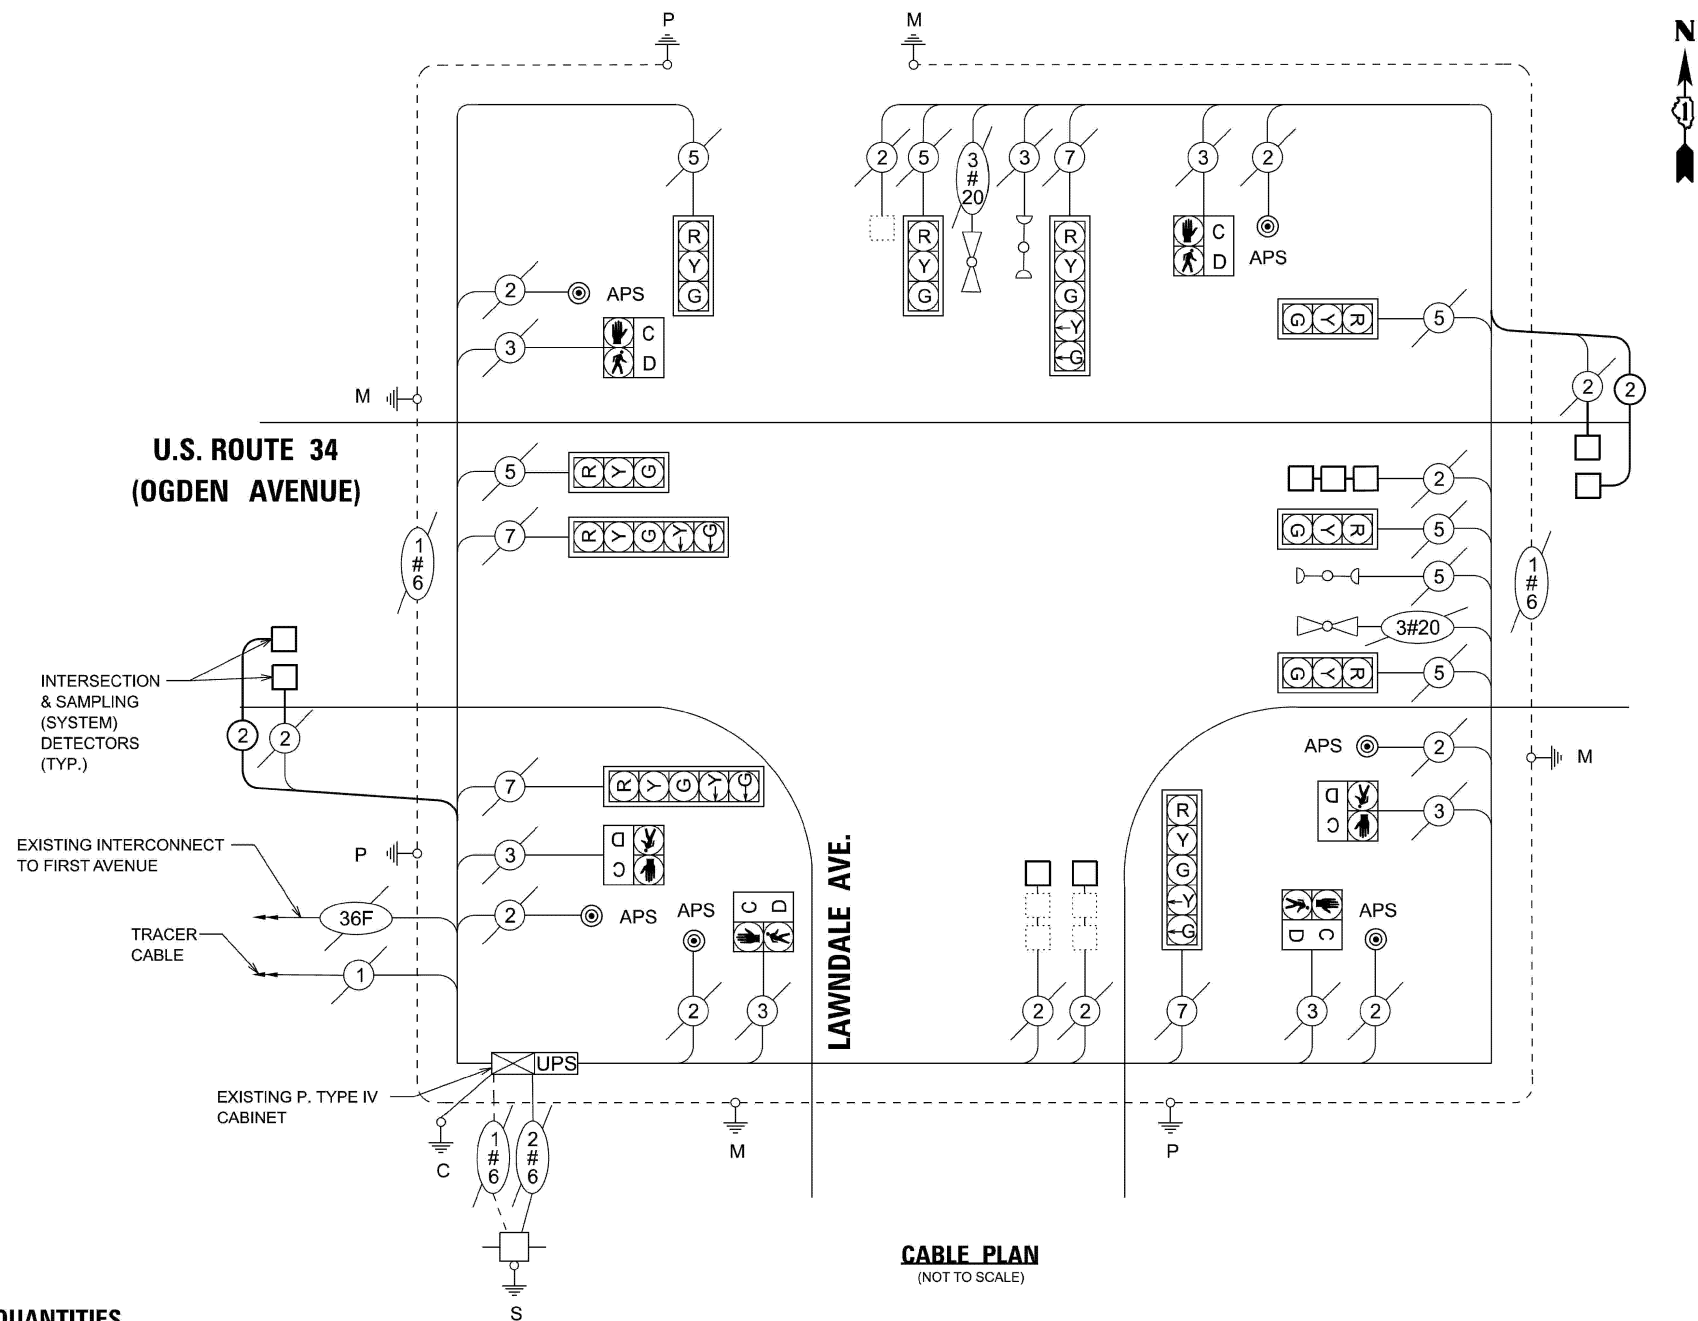 P
M
N
1
5
2
5
3
#
20
3
7
3
2
R
Y
G
R
Y
G
R
Y
G
←Y
←G
C
D
APS
2
APS
3
C
D
R
Y
G
5
M
2
2
U.S. ROUTE 34
(OGDEN AVENUE)
5
R
Y
G
7
R
Y
G
←Y
←G
2
R
Y
G
5
5
3#20
R
Y
G
5
1
#
6
1
#
6
INTERSECTION
& SAMPLING
(SYSTEM)
DETECTORS
(TYP.)
2
2
APS
2
M
7
R
Y
G
←Y
←G
D
C
3
R
Y
G
←Y
←G
EXISTING INTERCONNECT
TO FIRST AVENUE
P
3
D
C
36F
2
APS
APS
C
D
LAWNDALE AVE.
D
C
APS
TRACER
CABLE
1
2
3
2
2
7
3
2
UPS
EXISTING P. TYPE IV
CABINET
C
1
#
6
2
#
6
M
P
S
CABLE PLAN
(NOT TO SCALE)
QUANTITIES